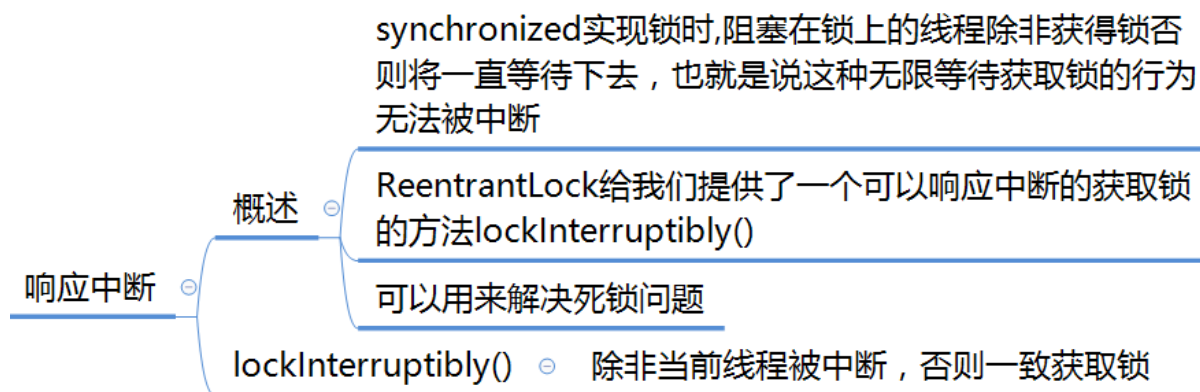 synchronized实现锁时,阻塞在锁上的线程除非获得锁否
则将一直等待下去，也就是说这种无限等待获取锁的行为
无法被中断
概述
ReentrantLock给我们提供了一个可以响应中断的获取锁
的方法lockInterruptibly()
响应中断
可以用来解决死锁问题
lockInterruptibly()
除非当前线程被中断，否则一致获取锁